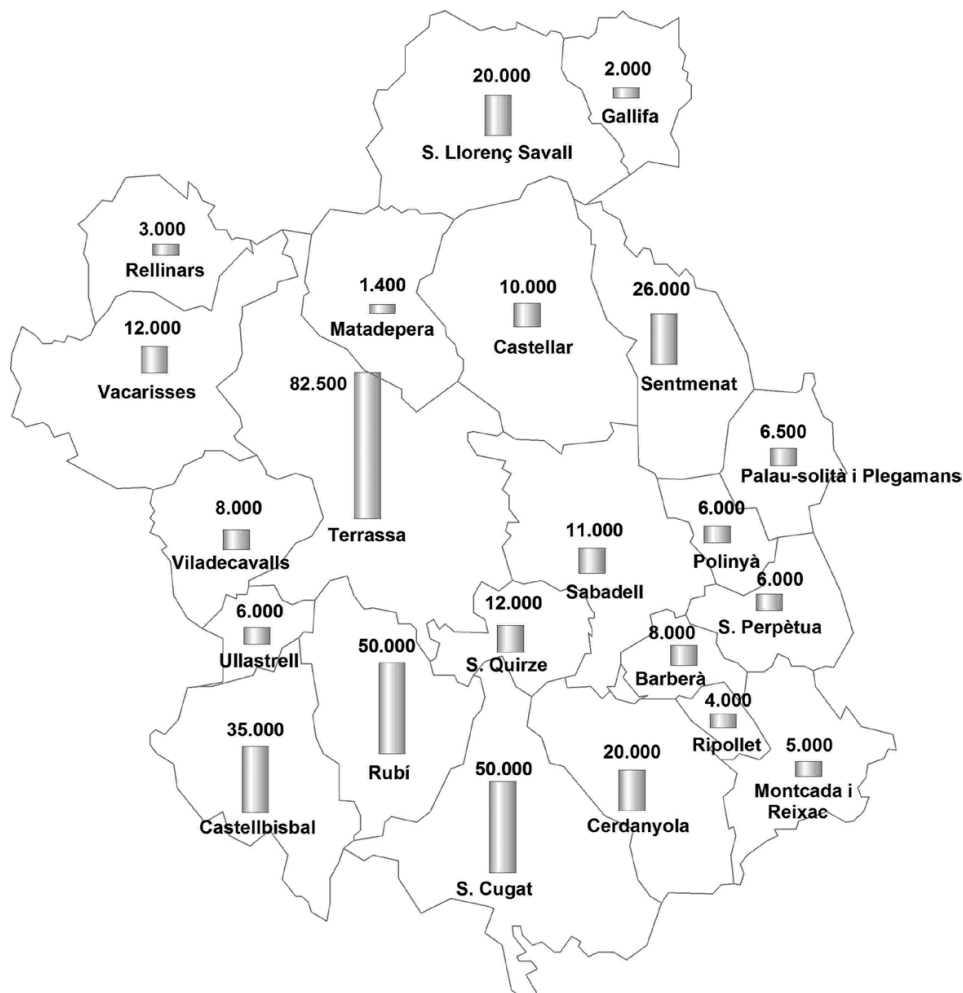 20.000
S. Llorenç Savall
2.000
Gallifa
3.000
Rellinars
1.400
Matadepera
10.000
Castellar
26.000
Sentmenat
12.000
Vacarisses
82.500
Terrassa
6.500
Palau-solità i Plegamans
8.000
Viladecavalls
11.000
Sabadell
6.000
Polinyà
6.000
S. Perpètua
6.000
Ullastrell
12.000
S. Quirze
8.000
Barberà
50.000
Rubí
4.000
Ripollet
35.000
Castellbisbal
50.000
S. Cugat
20.000
Cerdanyola
5.000
Montcada i
Reixac